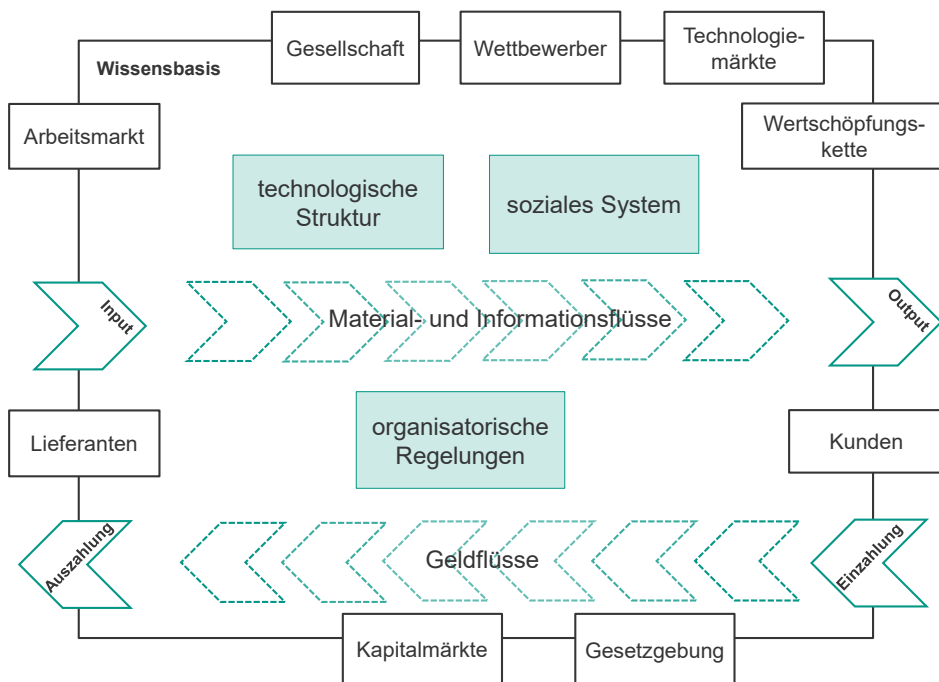 Gesellschaft
Wettbewerber
Technologie-
märkte
Wissensbasis
Arbeitsmarkt
Wertschöpfungs-
kette
technologische
Struktur
soziales System
Input
Material- und Informationsflüsse
Output
organisatorische
Regelungen
Lieferanten
Kunden
Auszahlung
Geldflüsse
Einzahlung
Kapitalmärkte
Gesetzgebung